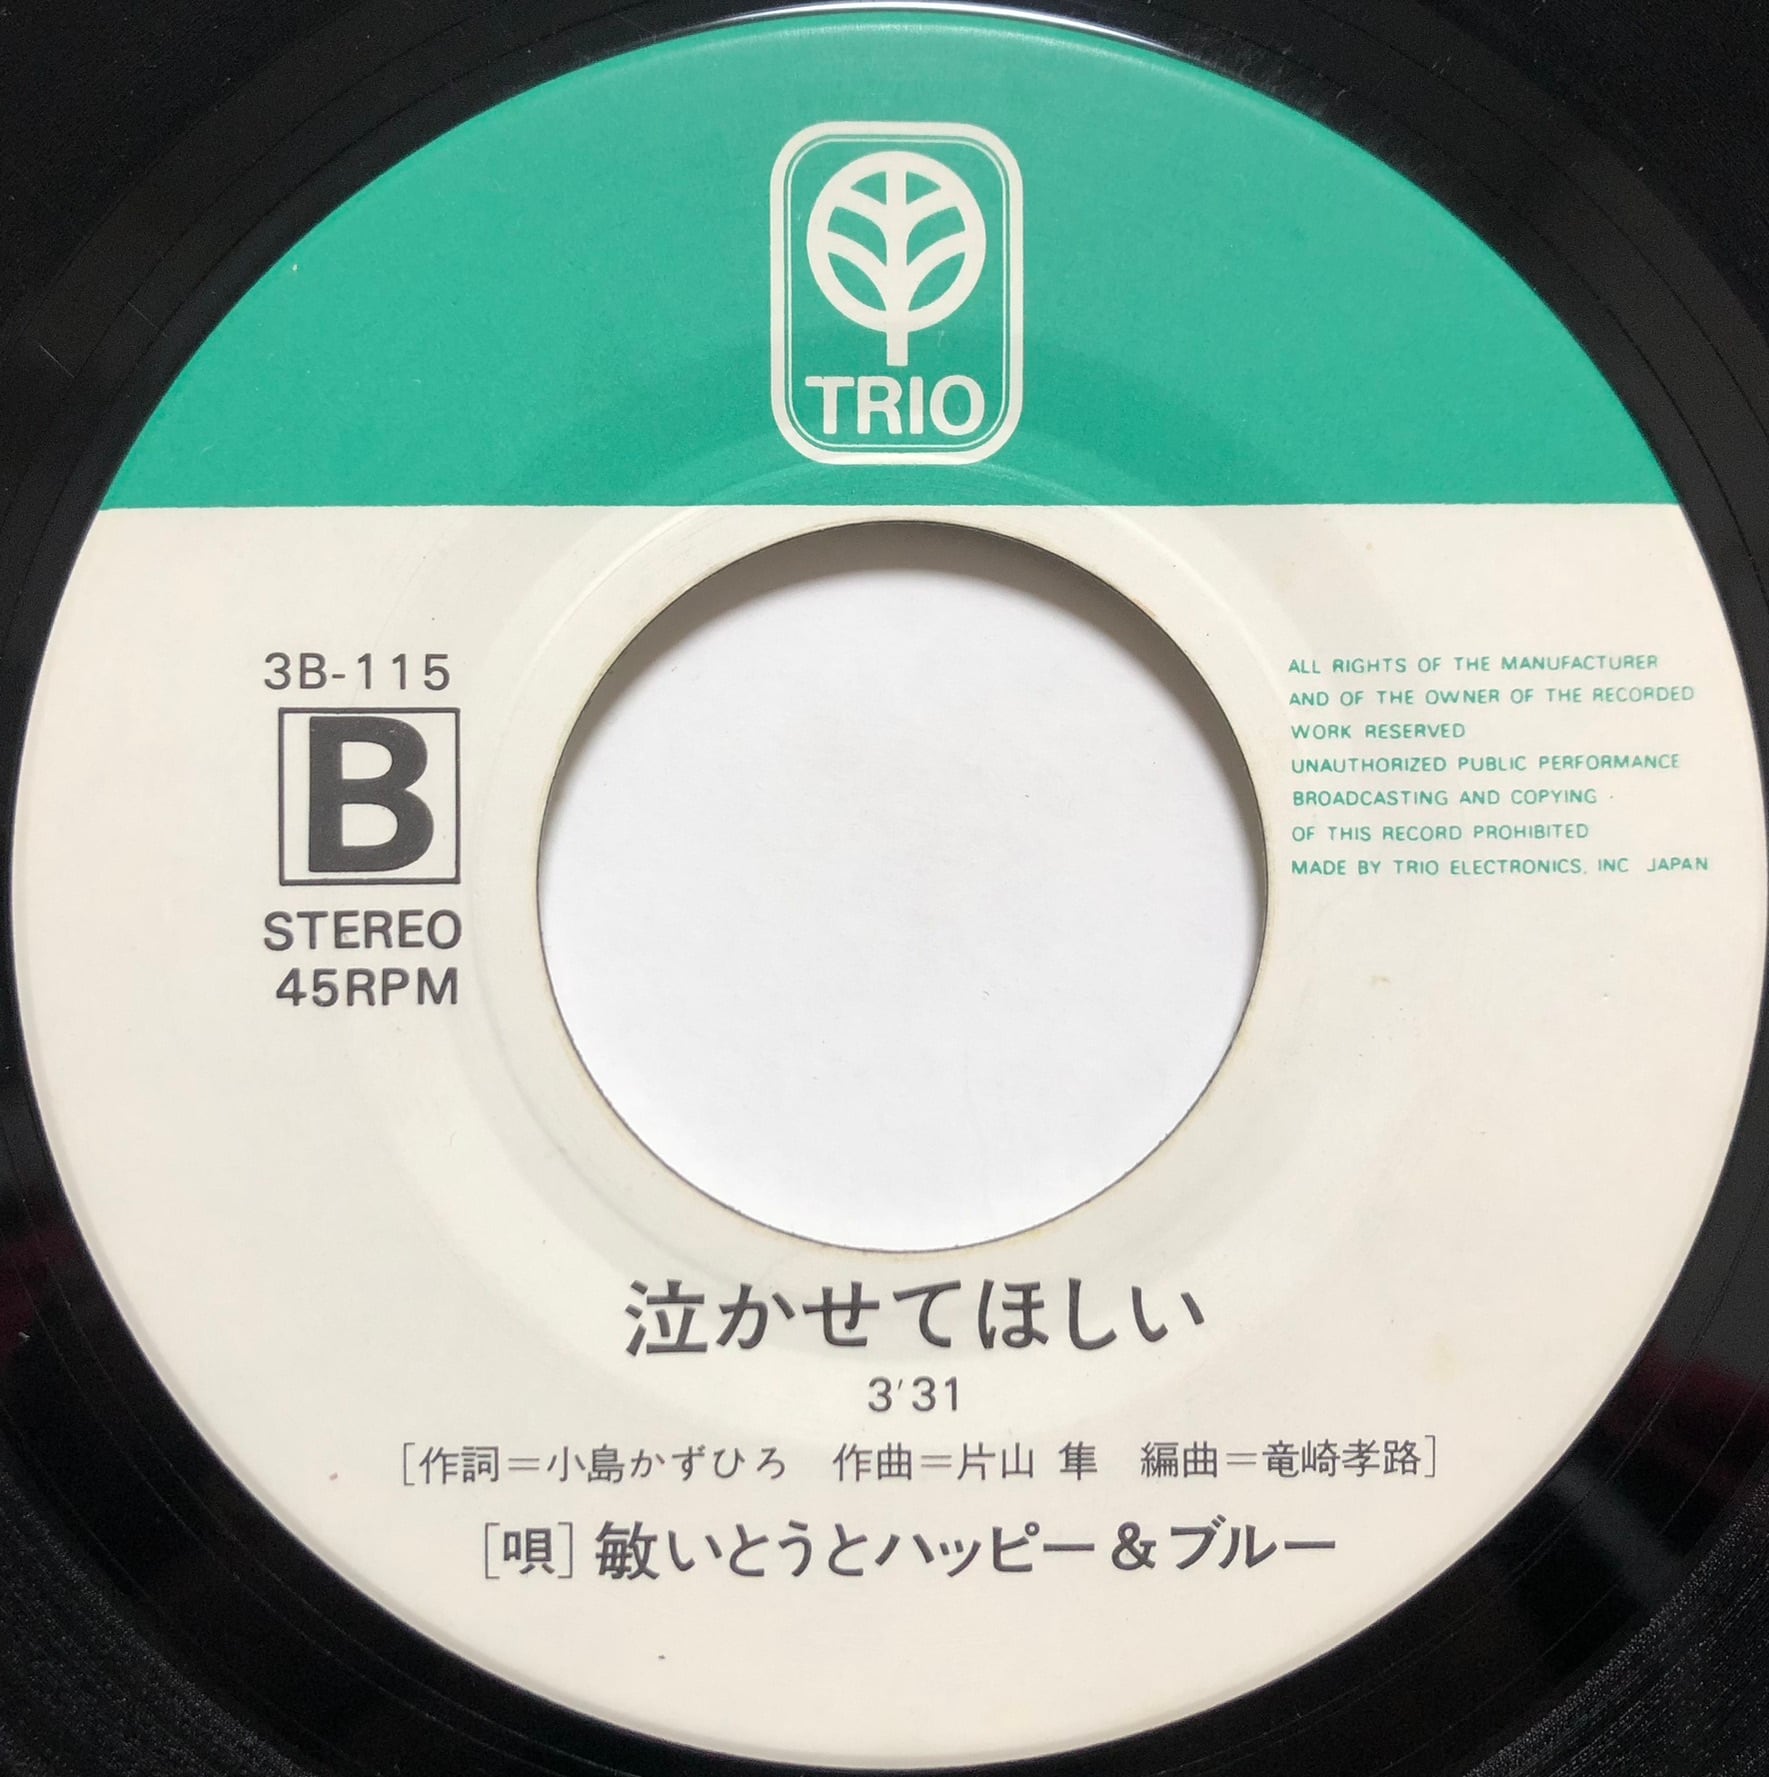 TRIO
3B-115
B
STEREO
45RPM
ALL RIGHTS OF THE MANUFACTURER
AND OF THE OWNER OF THE RECORDED
WORK RESERVED
UNAUTHORIZED PUBLIC PERFORMANCE
BROADCASTING AND COPYING
OF THIS RECORD PROHIBITED
MADE BY TRIO ELECTRONICS, INC JAPAN
泣かせてほしい
3′31
[作詞=小島かずひろ 作曲=片山 隼 編曲=竜崎孝路]
[唄]敏いとうとハッピー&ブルー